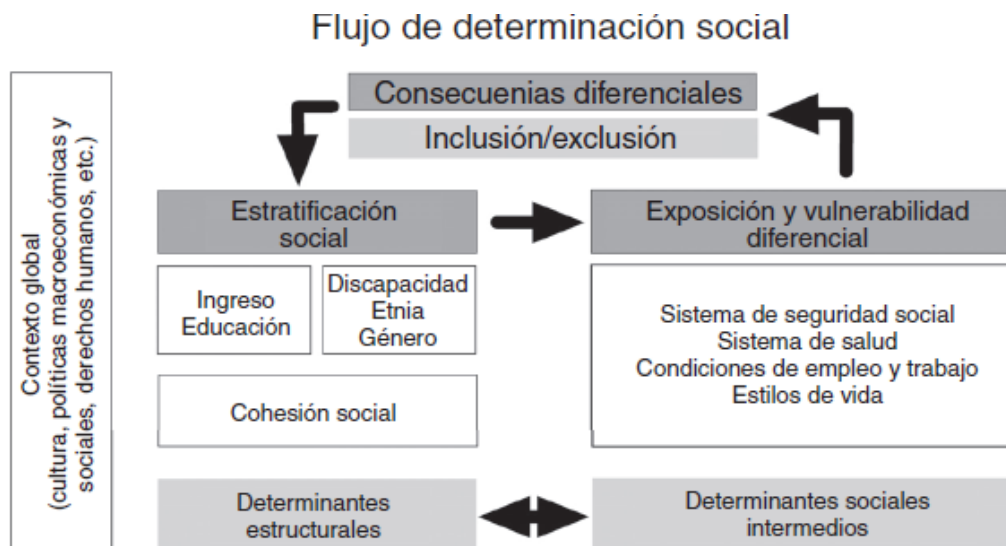 Flujo de determinación social
Contexto global
(cultura, políticas macroeconómicas y
sociales, derechos humanos, etc.)
Consecuenias diferenciales
Inclusión/exclusión
Estratificación
social
Ingreso
Educación
Discapacidad
Etnia
Género
Cohesión social
Exposición y vulnerabilidad
diferencial
Sistema de seguridad social
Sistema de salud
Condiciones de empleo y trabajo
Estilos de vida
Determinantes
estructurales
Determinantes sociales
intermedios